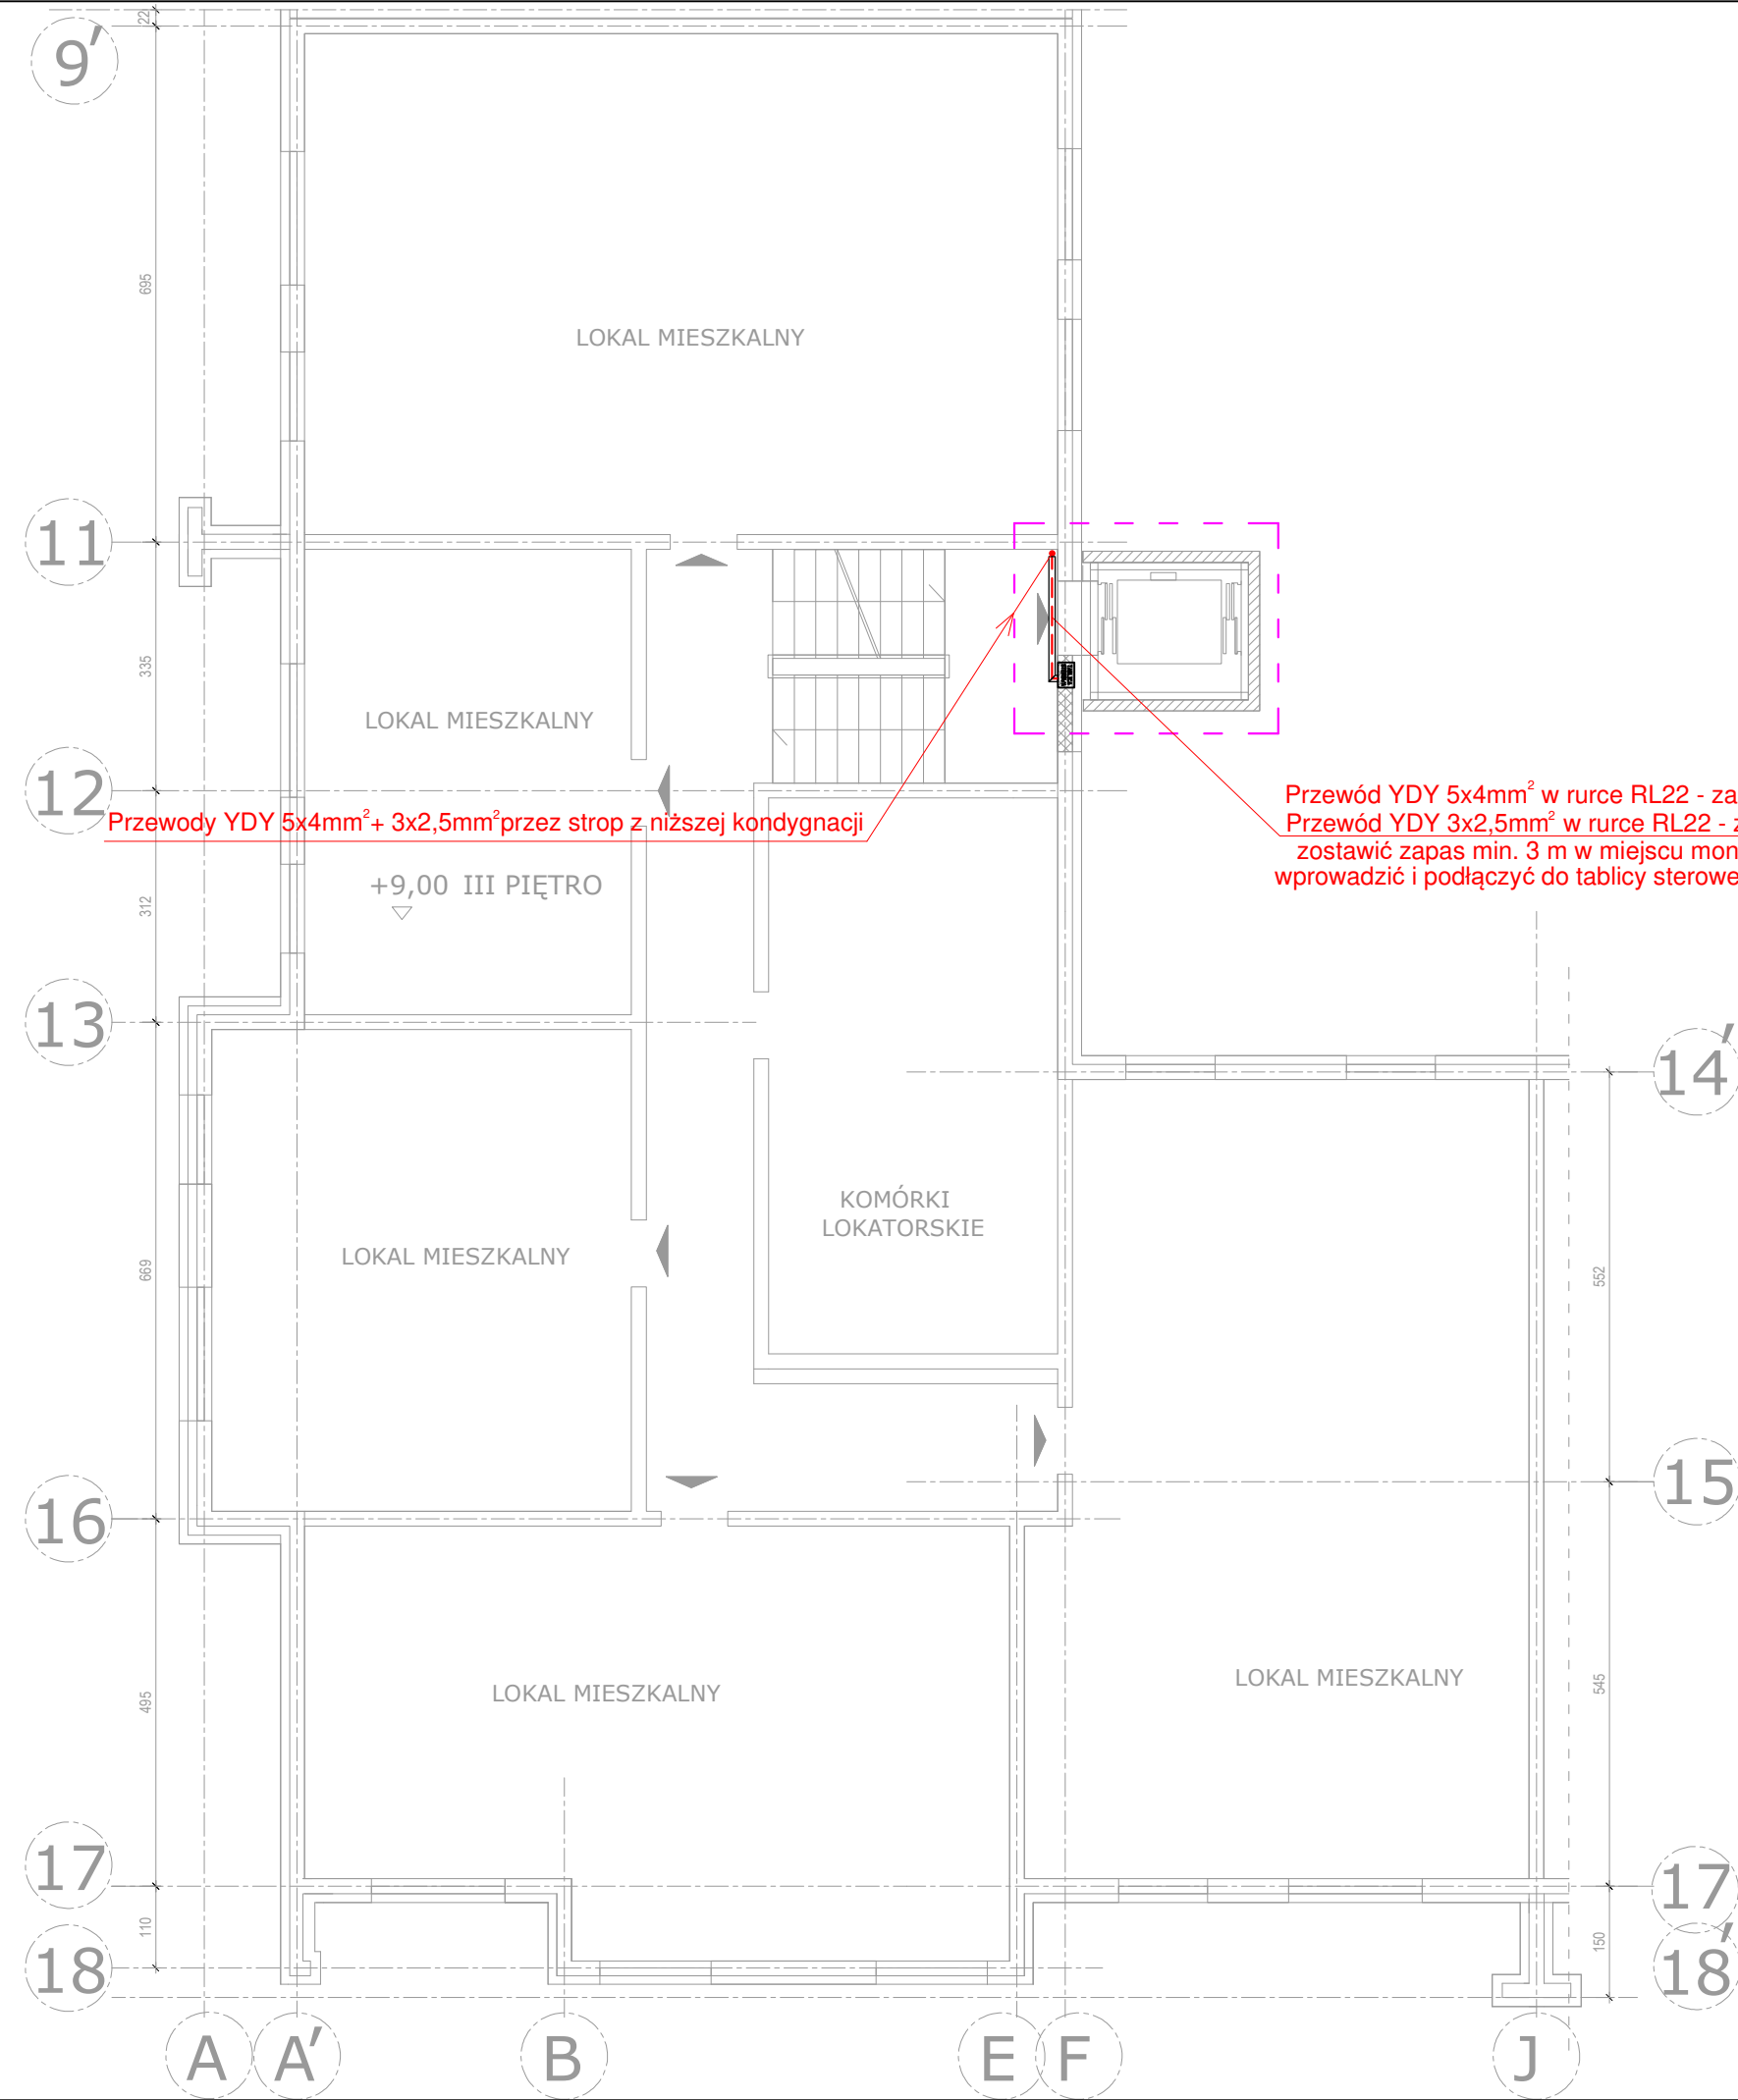 22
9'
695
LOKAL MIESZKALNY
11
335
LOKAL MIESZKALNY
12
Przewody YDY 5x4mm²+ 3x2,5mm²przez strop z niższej kondygnacji
Przewód YDY 5x4mm² w rurce RL22 - za
Przewód YDY 3x2,5mm² w rurce RL22 - z
zostawić zapas min. 3 m w miejscu mon
wprowadzić i podłączyć do tablicy sterowe
312
+9,00 III PIĘTRO
13
14'
KOMÓRKI
LOKATORSKIE
LOKAL MIESZKALNY
669
552
15
16
LOKAL MIESZKALNY
LOKAL MIESZKALNY
495
545
17
17
110
150
18
18'
A
A'
B
E
F
J